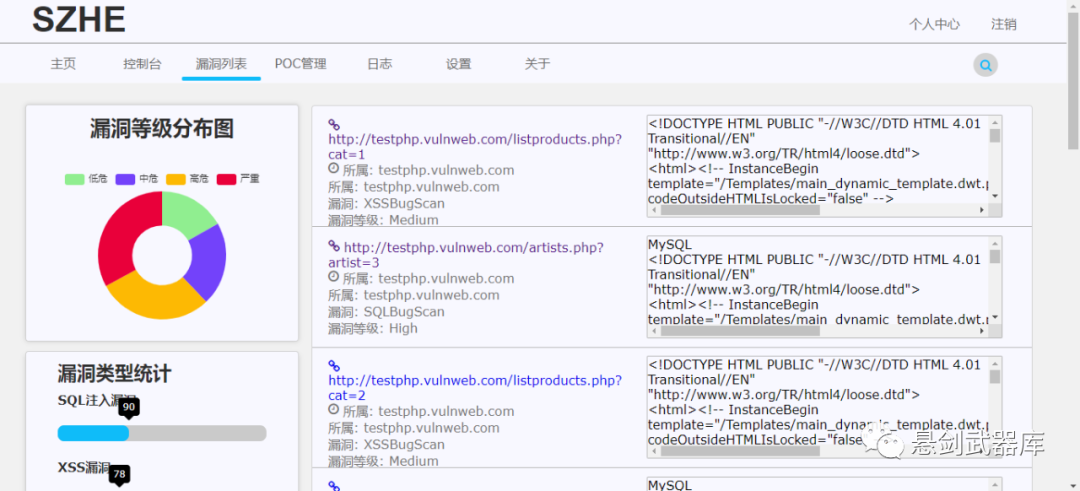 SZHE
个人中心 注销
主页 控制台 漏洞列表 POC管理 日志 设置 关于
漏洞等级分布图
低危 中危 高危 严重
漏洞类型统计
SQL注入漏洞
90
XSS漏洞
78
http://testphp.vulnweb.com/listproducts.php?
cat=1
所属: testphp.vulnweb.com
所属: testphp.vulnweb.com
漏洞: XSSBugScan
漏洞等级: Medium
<!DOCTYPE HTML PUBLIC "-//W3C//DTD HTML 4.01
Transitional//EN"
"http://www.w3.org/TR/html4/loose.dtd">
<html><!-- InstanceBegin
template="/Templates/main_dynamic_template.dwt.p
codeOutsideHTMLIsLocked="false" -->
http://testphp.vulnweb.com/artists.php?
artist=3
所属: testphp.vulnweb.com
所属: testphp.vulnweb.com
漏洞: SQLBugScan
漏洞等级: High
MySQL
<!DOCTYPE HTML PUBLIC "-//W3C//DTD HTML 4.01
Transitional//EN"
"http://www.w3.org/TR/html4/loose.dtd">
<html><!-- InstanceBegin
template="/Templates/main_dynamic_template.dwt.p
http://testphp.vulnweb.com/listproducts.php?
cat=2
所属: testphp.vulnweb.com
所属: testphp.vulnweb.com
漏洞: XSSBugScan
漏洞等级: Medium
<!DOCTYPE HTML PUBLIC "-//W3C//DTD HTML 4.01
Transitional//EN"
"http://www.w3.org/TR/html4/loose.dtd">
<html><!-- InstanceBegin
template="/Templates/main_dynamic_template.dwt.p
codeOutsideHTMLIsLocked="false"
MySQL
悬剑武器库